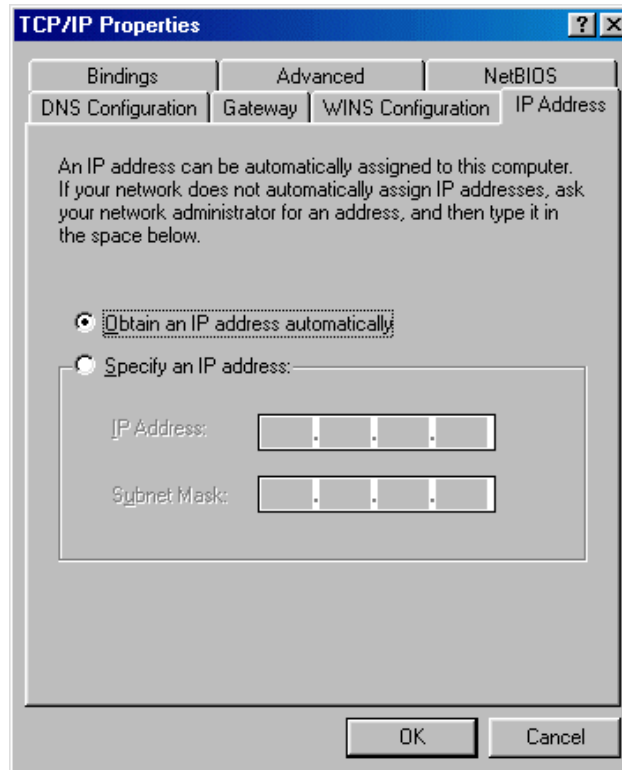 TCP/IP Properties
Bindings Advanced NetBIOS
DNS Configuration Gateway WINS Configuration IP Address
An IP address can be automatically assigned to this computer.
If your network does not automatically assign IP addresses, ask
your network administrator for an address, and then type it in
the space below.
Obtain an IP address automatically
Specify an IP address:
IP Address:
. . .
Subnet Mask:
. . .
OK Cancel